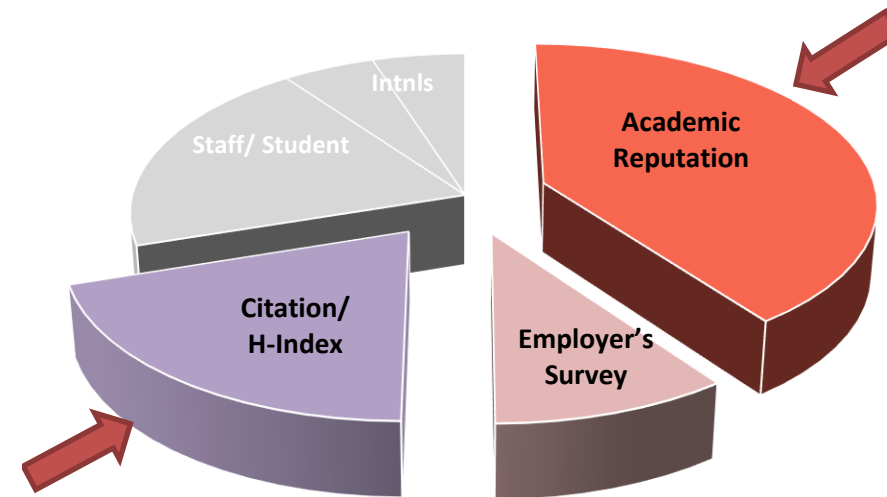 Intnls
Staff/ Student
Academic
Reputation
Citation/
H-Index
Employer’s
Survey